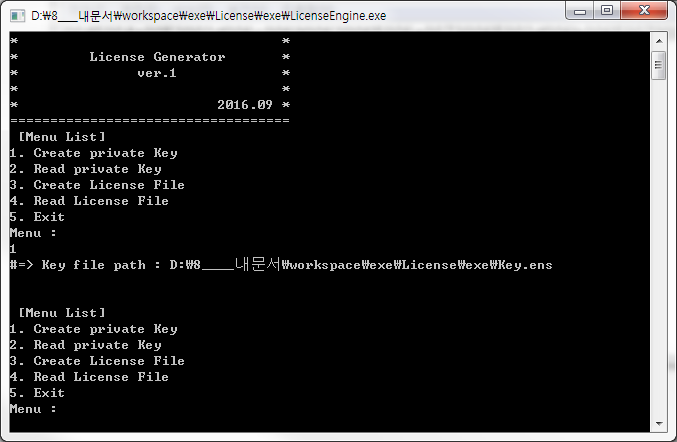 D:₩8___내문서₩workspace₩exe₩License₩exe₩LicenseEngine.exe
* *
* License Generator *
* ver.1 *
* *
* 2016.09 *
===================================
[Menu List]
1. Create private Key
2. Read private Key
3. Create License File
4. Read License File
5. Exit
Menu :
1
#=> Key file path : D:₩8____내문서₩workspace₩exe₩License₩exe₩Key.ens
[Menu List]
1. Create private Key
2. Read private Key
3. Create License File
4. Read License File
5. Exit
Menu :